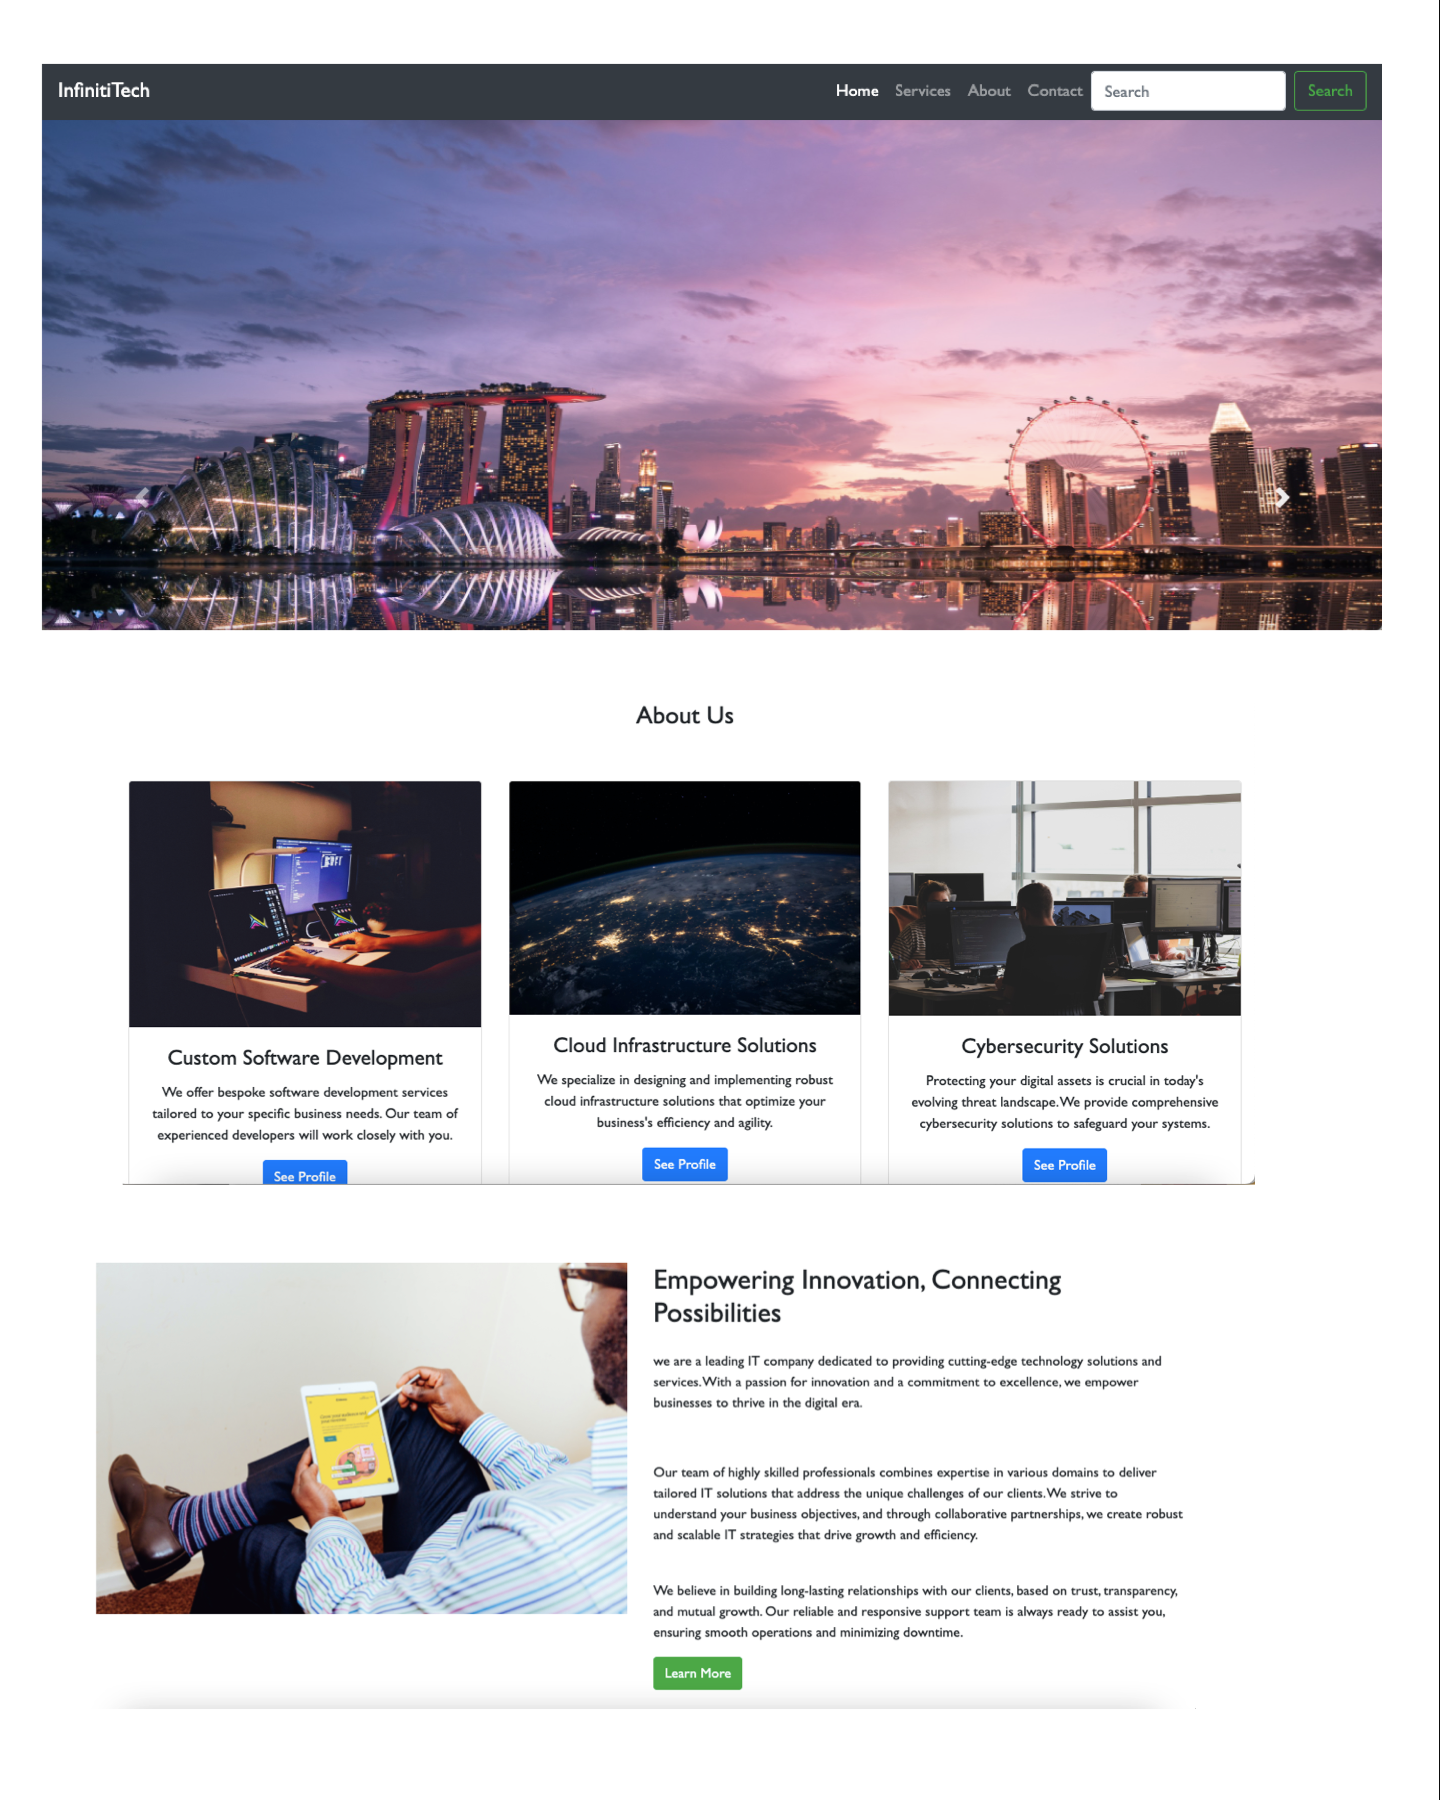 InfinitiTech
Home Services About Contact Search Search
About Us
Custom Software Development
We offer bespoke software development services
tailored to your specific business needs. Our team of
experienced developers will work closely with you.
See Profile
Cloud Infrastructure Solutions
We specialize in designing and implementing robust
cloud infrastructure solutions that optimize your
business's efficiency and agility.
See Profile
Cybersecurity Solutions
Protecting your digital assets is crucial in today's
evolving threat landscape. We provide comprehensive
cybersecurity solutions to safeguard your systems.
See Profile
Empowering Innovation, Connecting
Possibilities
we are a leading IT company dedicated to providing cutting-edge technology solutions and
services. With a passion for innovation and a commitment to excellence, we empower
businesses to thrive in the digital era.
Our team of highly skilled professionals combines expertise in various domains to deliver
tailored IT solutions that address the unique challenges of our clients. We strive to
understand your business objectives, and through collaborative partnerships, we create robust
and scalable IT strategies that drive growth and efficiency.
We believe in building long-lasting relationships with our clients, based on trust, transparency,
and mutual growth. Our reliable and responsive support team is always ready to assist you,
ensuring smooth operations and minimizing downtime.
Learn More